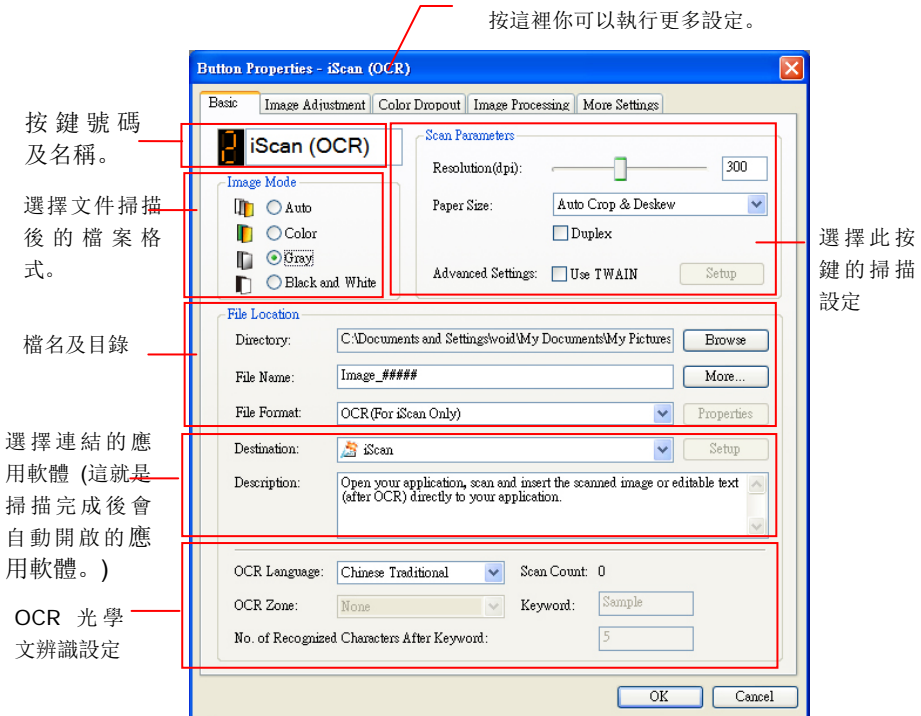 按這裡你可以執行更多設定。
Button Properties - iScan (OCR)
Basic
Image Adjustment
Color Dropout
Image Processing
More Settings
按鍵號碼
及名稱。
2
iScan (OCR)
Scan Parameters
Resolution(dpi):
300
Paper Size:
Auto Crop & Deskew
Duplex
Advanced Settings:
Use TWAIN
Setup
選擇此按
鍵的掃描
設定
選擇文件掃描
後的檔案格
式。
Image Mode
Auto
Color
Gray
Black and White
檔名及目錄
File Location
Directory:
C:\Documents and Settings\void\My Documents\My Pictures
Browse
File Name:
Image_#####
More...
File Format:
OCR(For iScan Only)
Properties
選擇連結的應
用軟體 (這就是
掃描完成後會
自動開啟的應
用軟體。)
Destination:
iScan
Setup
Description:
Open your application, scan and insert the scanned image or editable text
(after OCR) directly to your application.
OCR 光學
文辨識設定
OCR Language:
Chinese Traditional
Scan Count: 0
OCR Zone:
None
Keyword:
Sample
No. of Recognized Characters After Keyword:
5
OK
Cancel